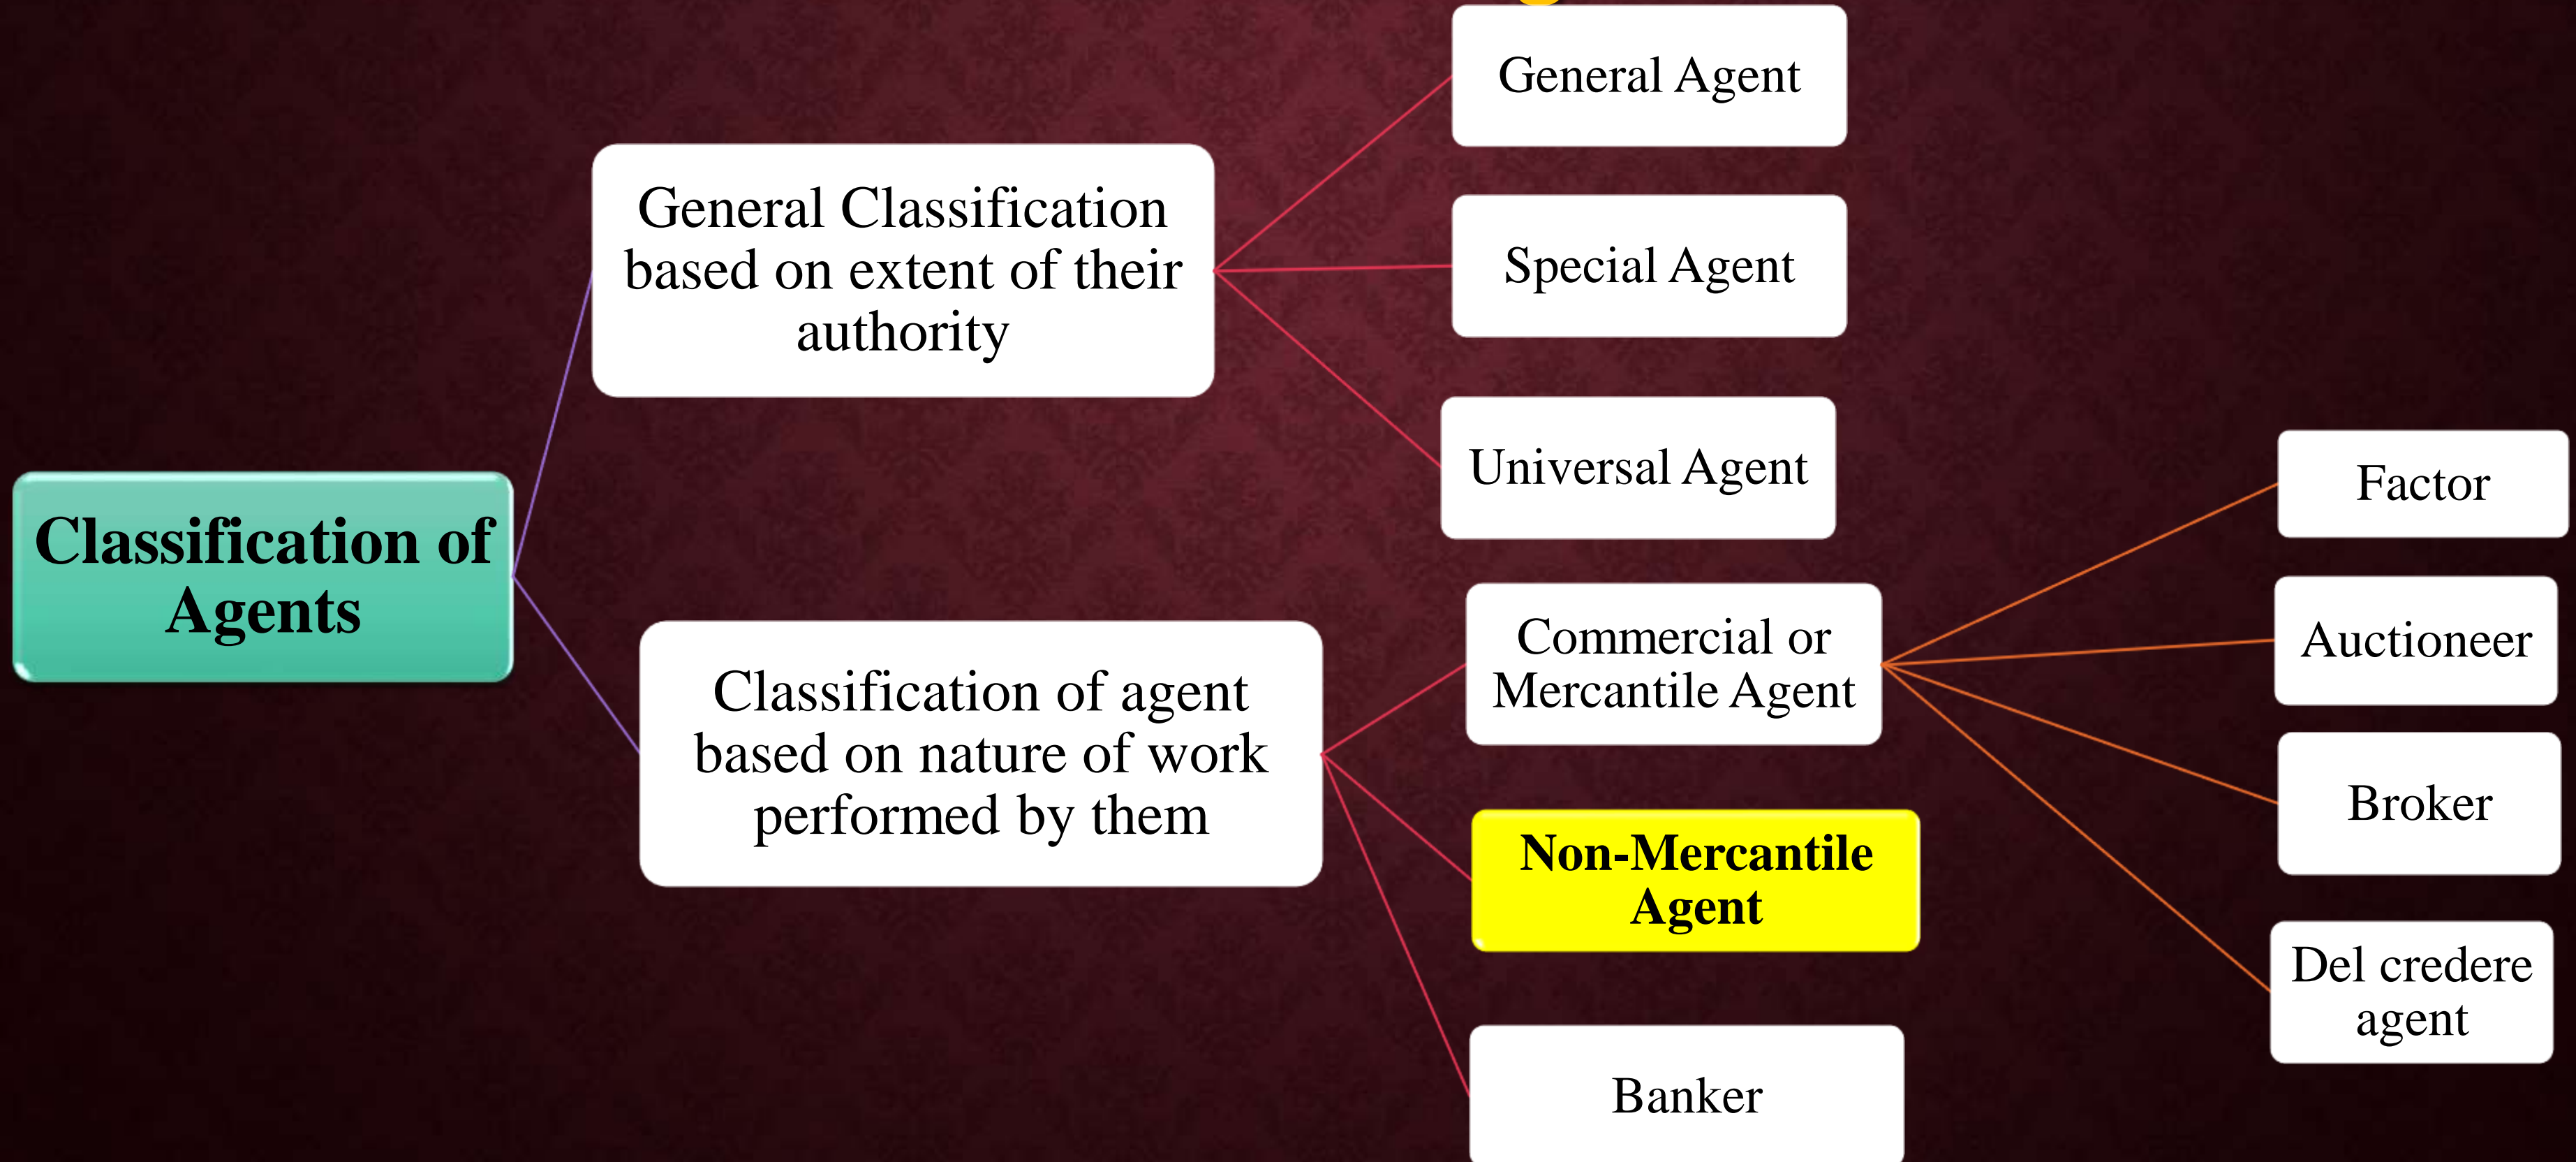 Classification of
Agents
General Classification
based on extent of their
authority
General Agent
Special Agent
Universal Agent
Classification of agent
based on nature of work
performed by them
Commercial or
Mercantile Agent
Factor
Auctioneer
Broker
Del credere
agent
Non-Mercantile
Agent
Banker